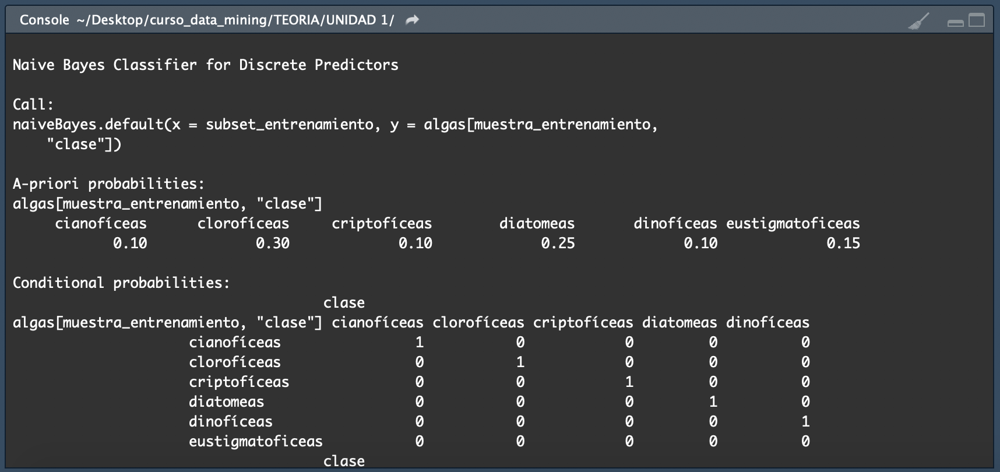 Console ~/Desktop/curso_data_mining/TEORIA/UNIDAD 1/
Naive Bayes Classifier for Discrete Predictors
Call:
naiveBayes.default(x = subset_entrenamiento, y = algas[muestra_entrenamiento,
"clase"])
A-priori probabilities:
algas[muestra_entrenamiento, "clase"]
cianofíceas clorofíceas criptofíceas diatomeas dinofíceas eustigmatoficeas
0.10 0.30 0.10 0.25 0.10 0.15
Conditional probabilities:
clase
algas[muestra_entrenamiento, "clase"] cianofíceas clorofíceas criptofíceas diatomeas dinofíceas
cianofíceas 1 0 0 0 0
clorofíceas 0 1 0 0 0
criptofíceas 0 0 1 0 0
diatomeas 0 0 0 1 0
dinofíceas 0 0 0 0 1
eustigmatoficeas 0 0 0 0 0
clase